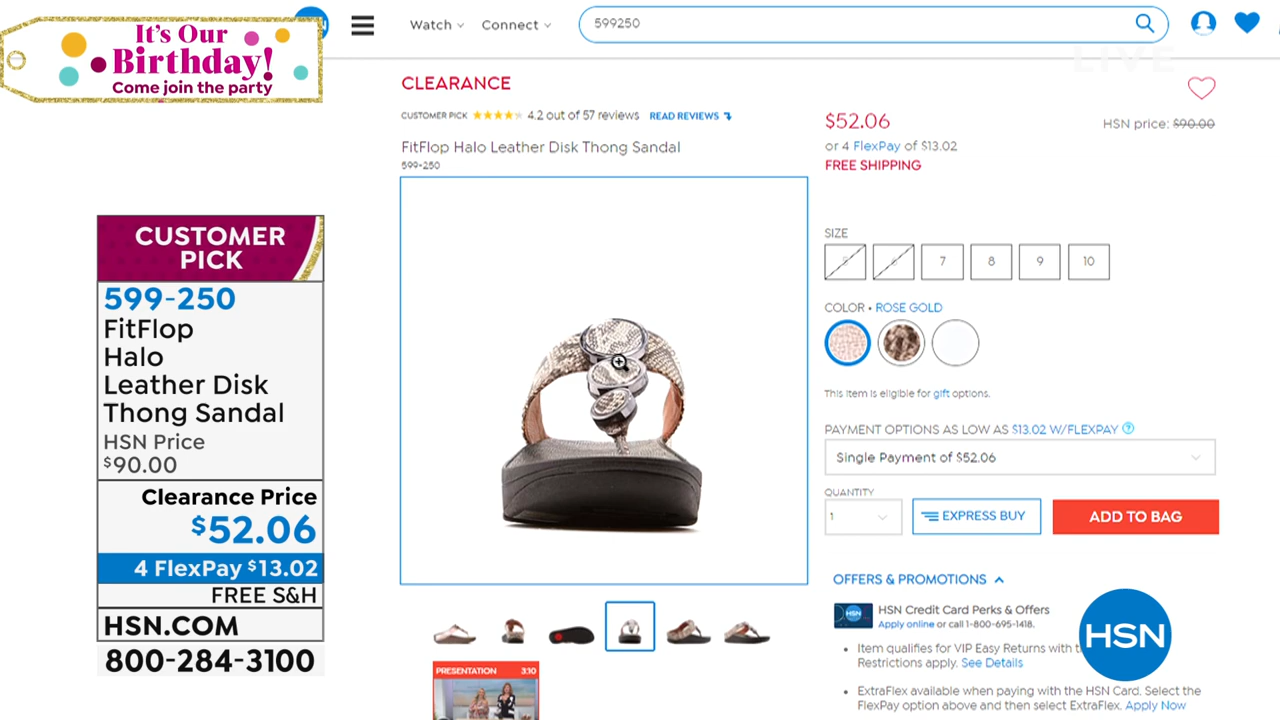 It's Our
Birthday!
Come join the party
HSN
Watch
Connect
599250
LIVE
CLEARANCE
CUSTOMER PICK
4.2 out of 57 reviews
READ REVIEWS
FitFlop Halo Leather Disk Thong Sandal
599-250
$52.06
HSN price: $90.00
or 4 FlexPay of $13.02
FREE SHIPPING
SIZE
7
8
9
10
COLOR • ROSE GOLD
This item is eligible for gift options.
PAYMENT OPTIONS AS LOW AS $13.02 W/FLEXPAY ?
Single Payment of $52.06
QUANTITY
1
EXPRESS BUY
ADD TO BAG
OFFERS & PROMOTIONS
HSN
HSN Credit Card Perks & Offers
Apply online or call 1-800-695-1418.
• Item qualifies for VIP Easy Returns with
Restrictions apply. See Details
• ExtraFlex available when paying with the HSN Card. Select the
FlexPay option above and then select ExtraFlex. Apply Now
PRESENTATION 3:10
CUSTOMER
PICK
599-250
FitFlop
Halo
Leather Disk
Thong Sandal
HSN Price
$90.00
Clearance Price
$52.06
4 FlexPay $13.02
FREE S&H
HSN.COM
800-284-3100
HSN